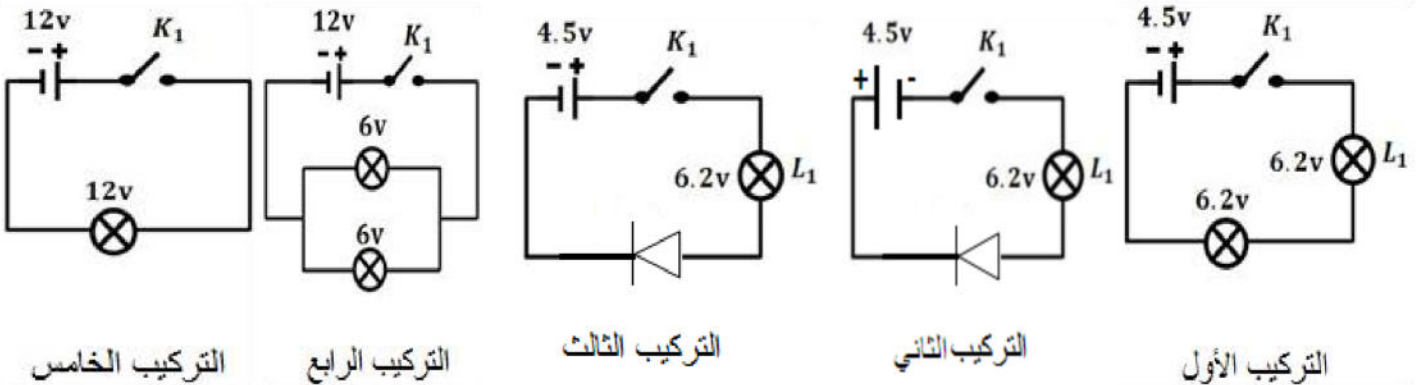 12v
- +
K₁
12v
التركيب الخامس
12v
- +
K₁
6v
6v
التركيب الرابع
4.5v
- +
K₁
6.2v
L₁
التركيب الثالث
4.5v
+ -
K₁
6.2v
L₁
التركيب الثاني
4.5v
- +
K₁
6.2v
L₁
6.2v
التركيب الأول